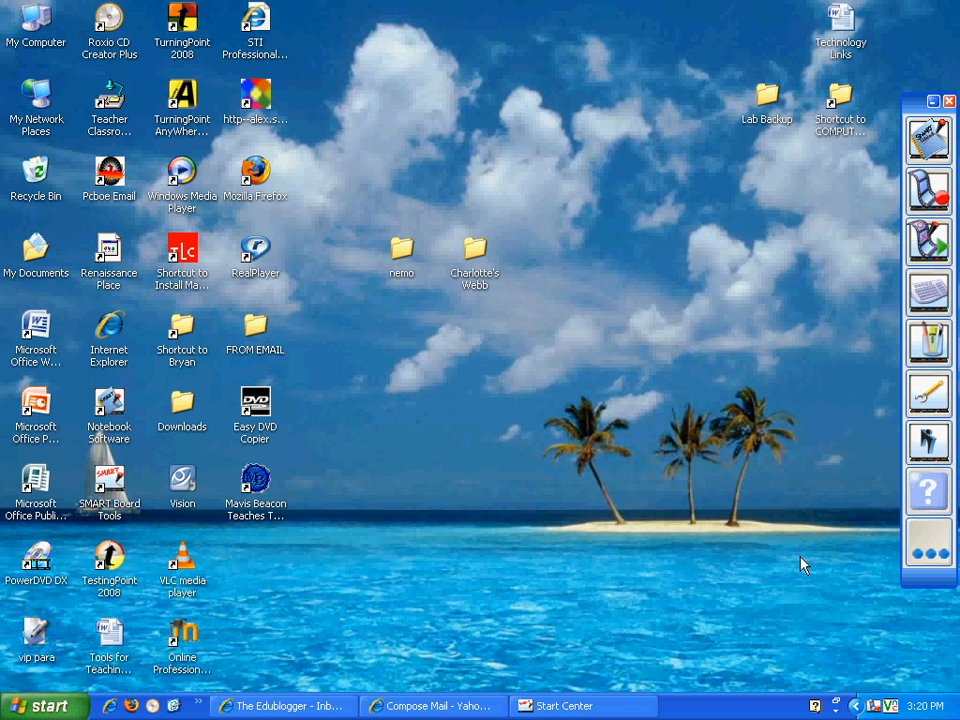 My Computer
Roxio CD
Creator Plus
TurningPoint
2008
STI
Professional...
Technology
Links
My Network
Places
Teacher
Classro...
TurningPoint
AnyWher...
http--alex.s...
Lab Backup
Shortcut to
COMPUT...
Recycle Bin
Pcboe Email
Windows Media
Player
Mozilla Firefox
My Documents
Renaissance
Place
TLC
Shortcut to
Install Ma...
RealPlayer
nemo
Charlotte's
Webb
Microsoft
Office W...
Internet
Explorer
Shortcut to
Bryan
FROM EMAIL
Microsoft
Office P...
Notebook
Software
Downloads
DVD
Easy DVD
Copier
Microsoft
Office Publi...
SMART
SMART Board
Tools
Vision
MB
Mavis Beacon
Teaches T...
PowerDVD DX
TestingPoint
2008
VLC media
player
vip para
Tools for
Teachin...
Online
Profession...
start
The Edublogger - Inb...
Compose Mail - Yaho...
Start Center
3:20 PM